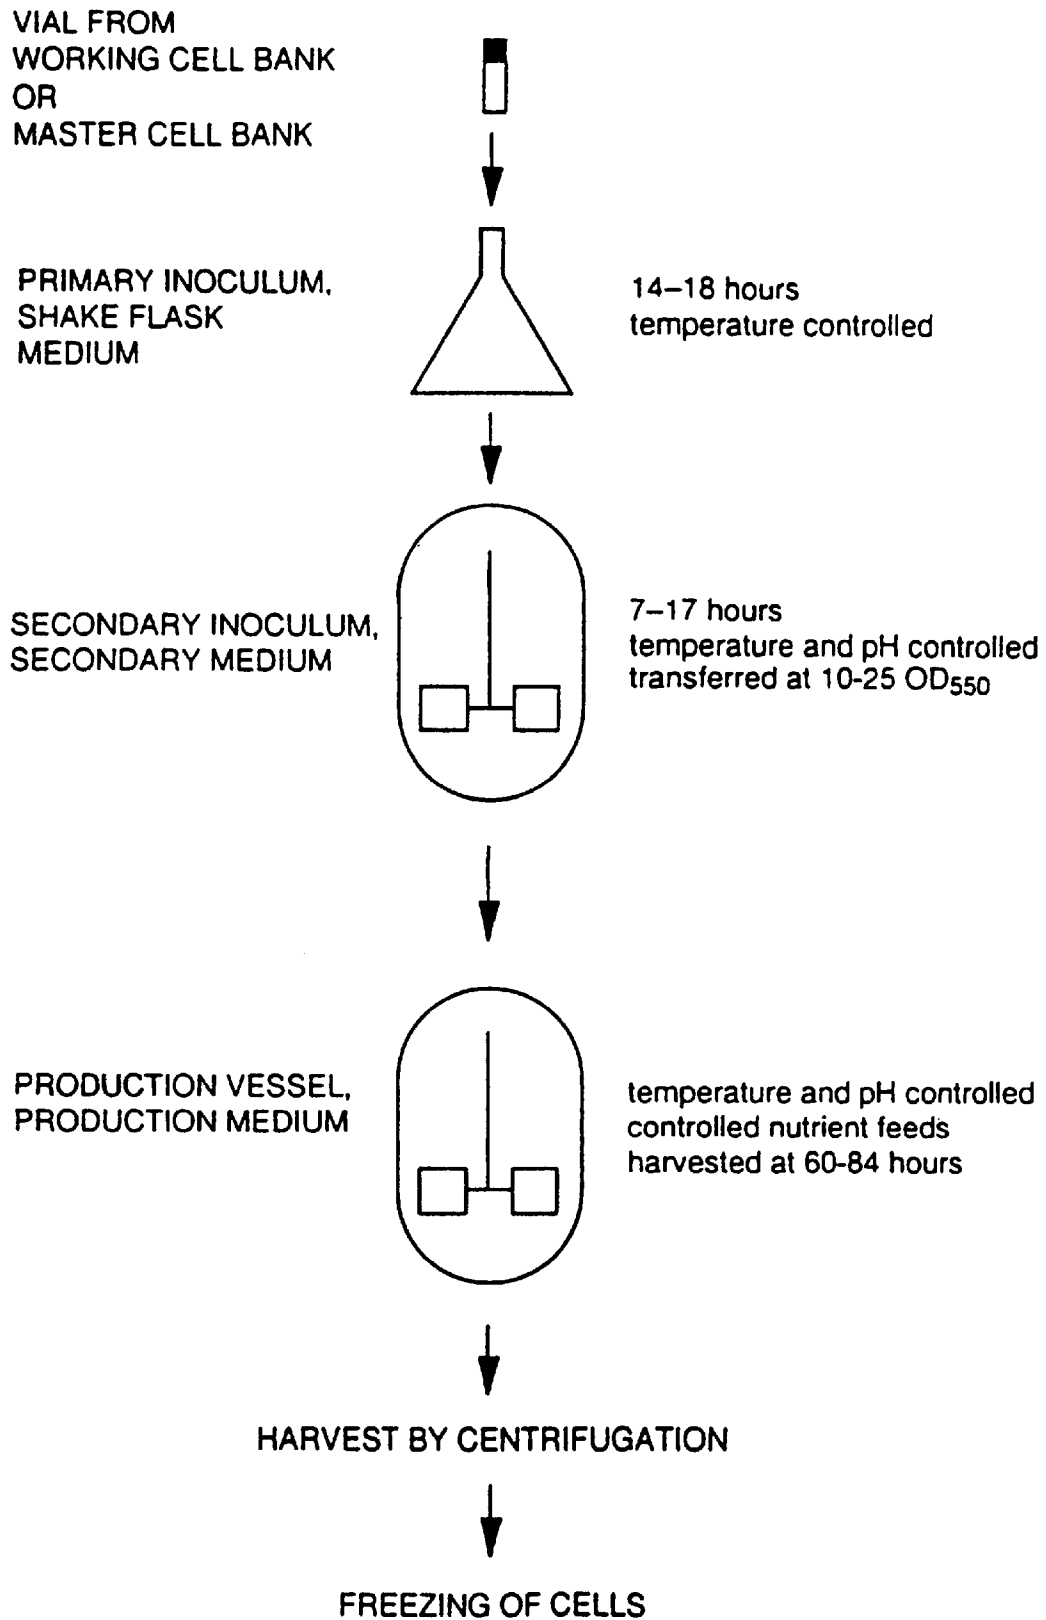 VIAL FROM
WORKING CELL BANK
OR
MASTER CELL BANK
PRIMARY INOCULUM,
SHAKE FLASK
MEDIUM
14–18 hours
temperature controlled
SECONDARY INOCULUM,
SECONDARY MEDIUM
7–17 hours
temperature and pH controlled
transferred at 10-25 OD550
PRODUCTION VESSEL,
PRODUCTION MEDIUM
temperature and pH controlled
controlled nutrient feeds
harvested at 60-84 hours
HARVEST BY CENTRIFUGATION
FREEZING OF CELLS